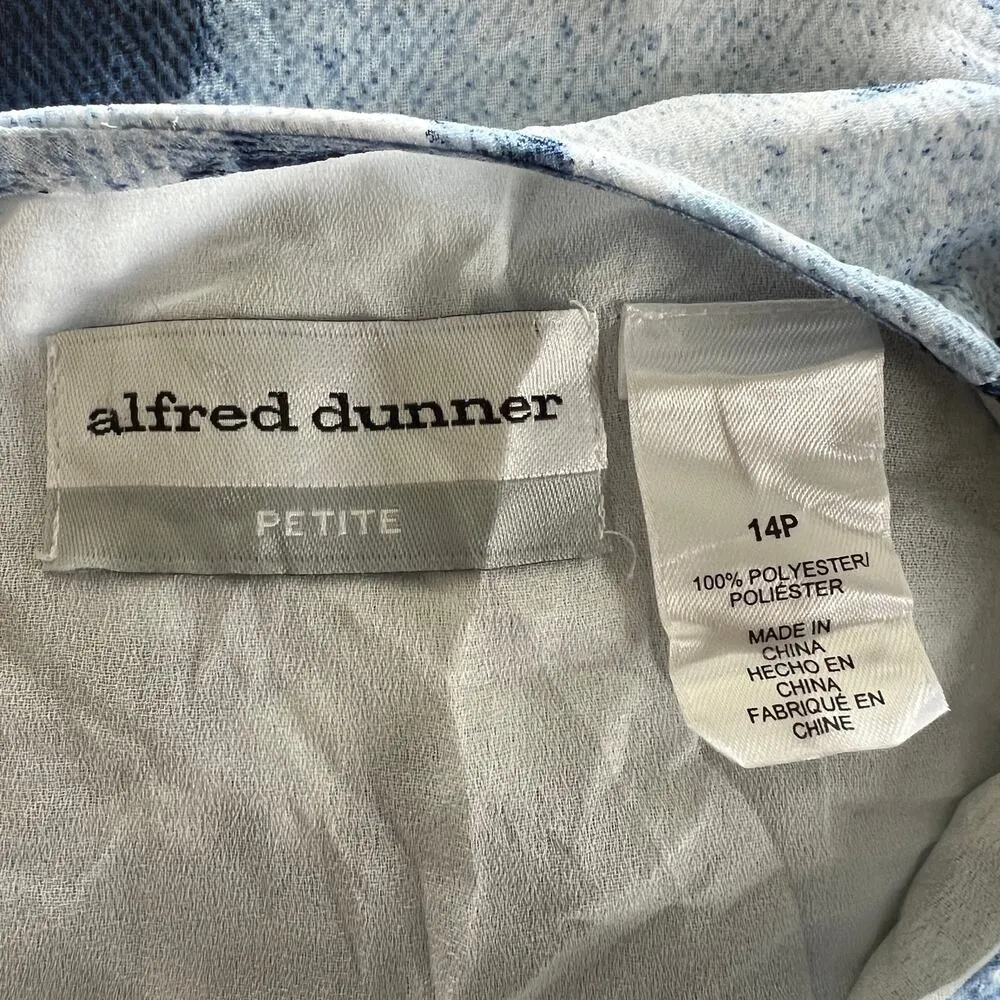 alfred dunner
PETITE
14P
100% POLYESTER/
POLIÉSTER
MADE IN
CHINA
HECHO EN
CHINA
FABRIQUÉ EN
CHINE